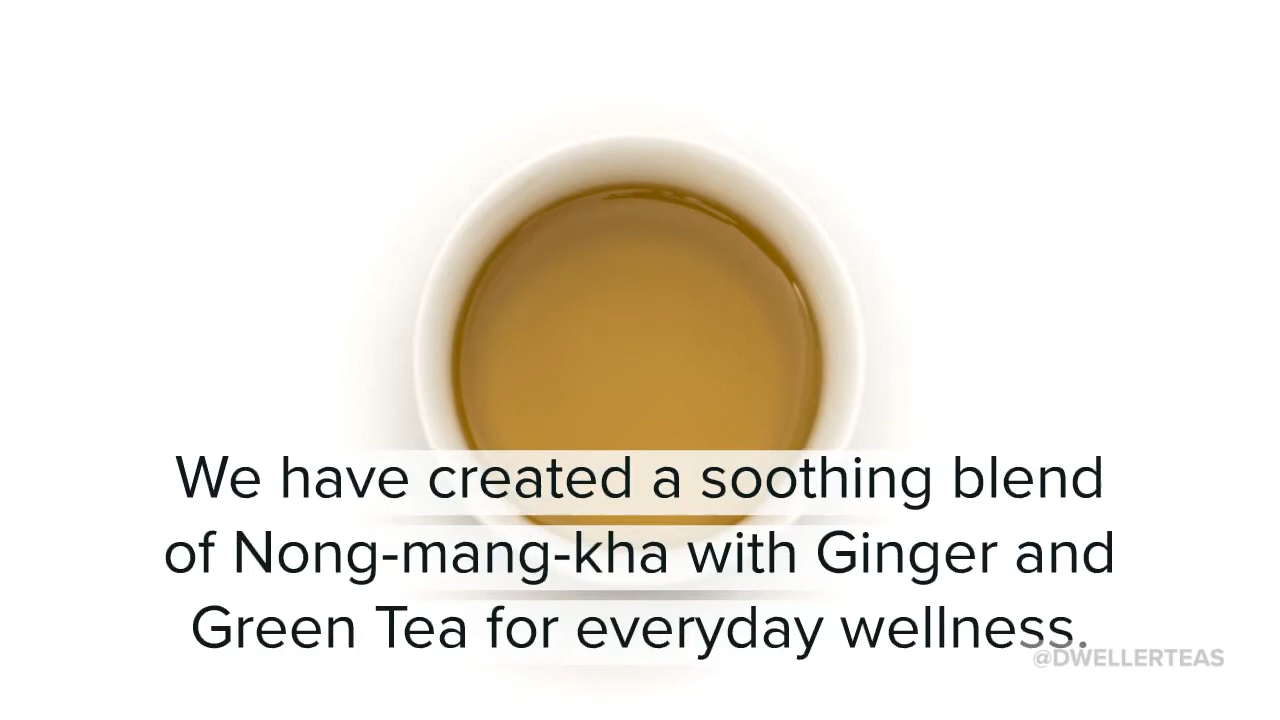 We have created a soothing blend
of Nong-mang-kha with Ginger and
Green Tea for everyday wellness.
@DWELLERTEAS